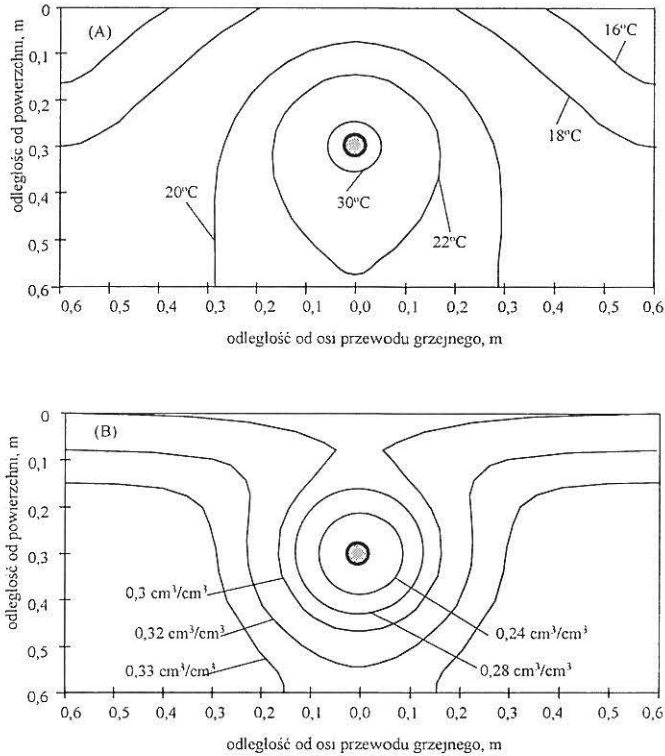 (A)
0
0,1
0,2
0,3
0,4
0,5
0,6
odległość od powierzchni, m
16°C
18°C
20°C
30°C
22°C
0,6 0,5 0,4 0,3 0,2 0,1 0,0 0,1 0,2 0,3 0,4 0,5 0,6
odległość od osi przewodu grzejnego, m
(B)
0
0,1
0,2
0,3
0,4
0,5
0,6
odległość od powierzchni, m
0,3 cm³/cm³
0,32 cm³/cm³
0,33 cm³/cm³
0,24 cm³/cm³
0,28 cm³/cm³
0,6 0,5 0,4 0,3 0,2 0,1 0,0 0,1 0,2 0,3 0,4 0,5 0,6
odległość od osi przewodu grzejnego, m